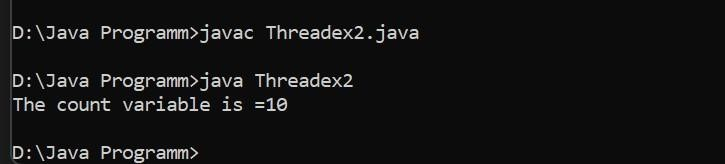 D:\Java Programm>javac Threadex2.java
D:\Java Programm>java Threadex2
The count variable is =10
D:\Java Programm>